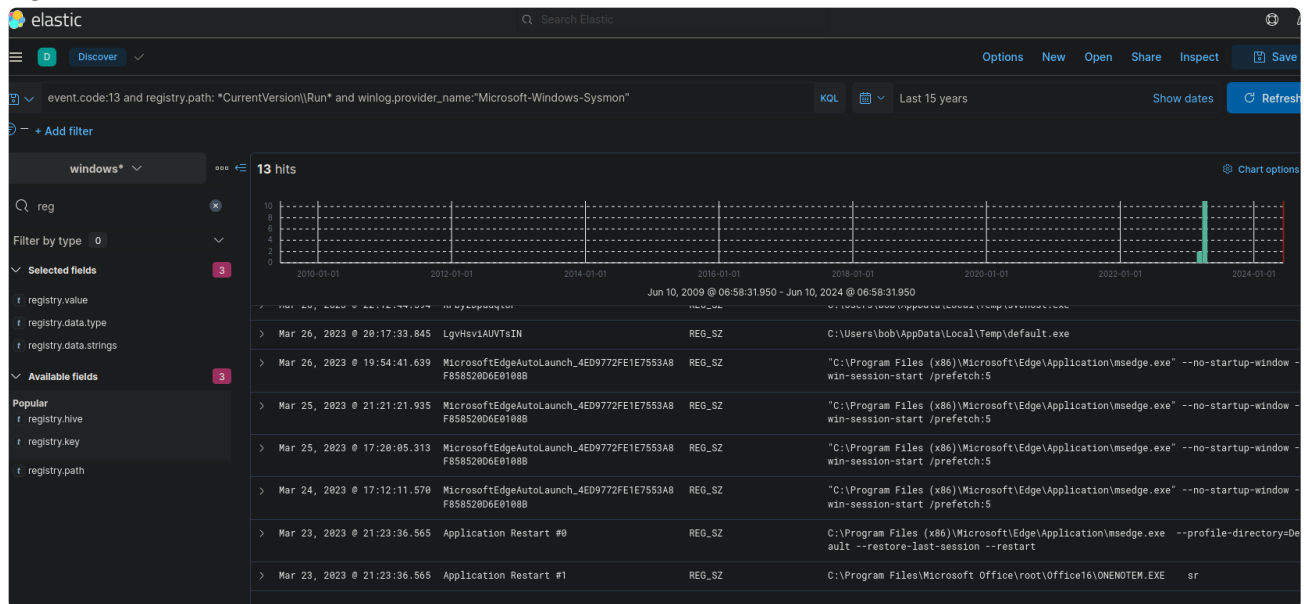 elastic
Search Elastic
D Discover Options New Open Share Inspect Save
event.code:13 and registry.path: *CurrentVersion\\Run* and winlog.provider_name:"Microsoft-Windows-Sysmon" KQL Last 15 years Show dates Refresh
+ Add filter
windows* 13 hits Chart options
reg
Filter by type 0
Selected fields 3
registry.value
registry.data.type
registry.data.strings
Available fields 3
Popular
registry.hive
registry.key
registry.path
10
8
6
4
2
0
2010-01-01 2012-01-01 2014-01-01 2016-01-01 2018-01-01 2020-01-01 2022-01-01 2024-01-01
Jun 10, 2009 @ 06:58:31.950 - Jun 10, 2024 @ 06:58:31.950
Mar 26, 2023 @ 20:17:33.845 LgvHsviAUVTsIN REG_SZ C:\Users\bob\AppData\Local\Temp\default.exe
Mar 26, 2023 @ 19:54:41.639 MicrosoftEdgeAutoLaunch_4ED9772FE1E7553A8 REG_SZ "C:\Program Files (x86)\Microsoft\Edge\Application\msedge.exe" --no-startup-window -
F858520D6E0108B win-session-start /prefetch:5
Mar 25, 2023 @ 21:21:21.935 MicrosoftEdgeAutoLaunch_4ED9772FE1E7553A8 REG_SZ "C:\Program Files (x86)\Microsoft\Edge\Application\msedge.exe" --no-startup-window -
F858520D6E0108B win-session-start /prefetch:5
Mar 25, 2023 @ 17:20:05.313 MicrosoftEdgeAutoLaunch_4ED9772FE1E7553A8 REG_SZ "C:\Program Files (x86)\Microsoft\Edge\Application\msedge.exe" --no-startup-window -
F858520D6E0108B win-session-start /prefetch:5
Mar 24, 2023 @ 17:12:11.570 MicrosoftEdgeAutoLaunch_4ED9772FE1E7553A8 REG_SZ "C:\Program Files (x86)\Microsoft\Edge\Application\msedge.exe" --no-startup-window -
F858520D6E0108B win-session-start /prefetch:5
Mar 23, 2023 @ 21:23:36.565 Application Restart #0 REG_SZ C:\Program Files (x86)\Microsoft\Edge\Application\msedge.exe --profile-directory=De
ault --restore-last-session --restart
Mar 23, 2023 @ 21:23:36.565 Application Restart #1 REG_SZ C:\Program Files\Microsoft Office\root\Office16\ONENOTEM.EXE sr